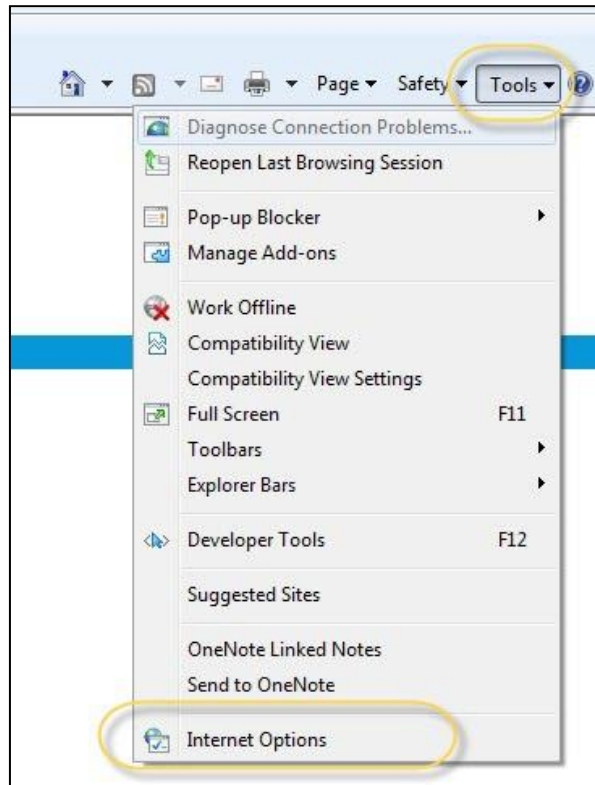 Page Safety Tools
Diagnose Connection Problems...
Reopen Last Browsing Session
Pop-up Blocker
Manage Add-ons
Work Offline
Compatibility View
Compatibility View Settings
Full Screen F11
Toolbars
Explorer Bars
Developer Tools F12
Suggested Sites
OneNote Linked Notes
Send to OneNote
Internet Options